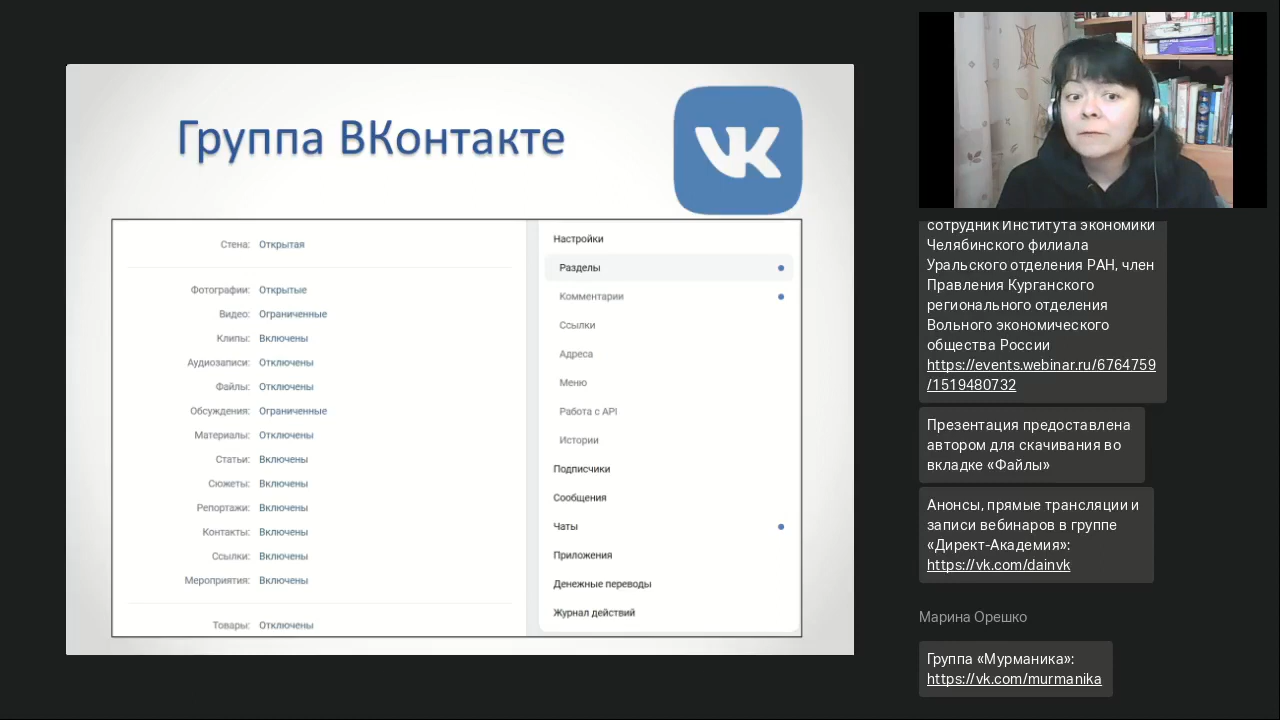 Группа ВКонтакте
VK
Стена: Открытая
Фотографии: Открытые
Видео: Ограниченные
Клипы: Включены
Аудиозаписи: Отключены
Файлы: Отключены
Обсуждения: Ограниченные
Материалы: Отключены
Статьи: Включены
Сюжеты: Включены
Репортажи: Включены
Контакты: Включены
Ссылки: Включены
Мероприятия: Включены
Товары: Отключены
Настройки
Разделы
Комментарии
Ссылки
Адреса
Меню
Работа с API
Истории
Подписчики
Сообщения
Чаты
Приложения
Денежные переводы
Журнал действий
сотрудник Института экономики
Челябинского филиала
Уральского отделения РАН, член
Правления Курганского
регионального отделения
Вольного экономического
общества России
https://events.webinar.ru/6764759
/1519480732
Презентация предоставлена
автором для скачивания во
вкладке «Файлы»
Анонсы, прямые трансляции и
записи вебинаров в группе
«Директ-Академия»:
https://vk.com/dainvk
Марина Орешко
Группа «Мурманика»:
https://vk.com/murmanika